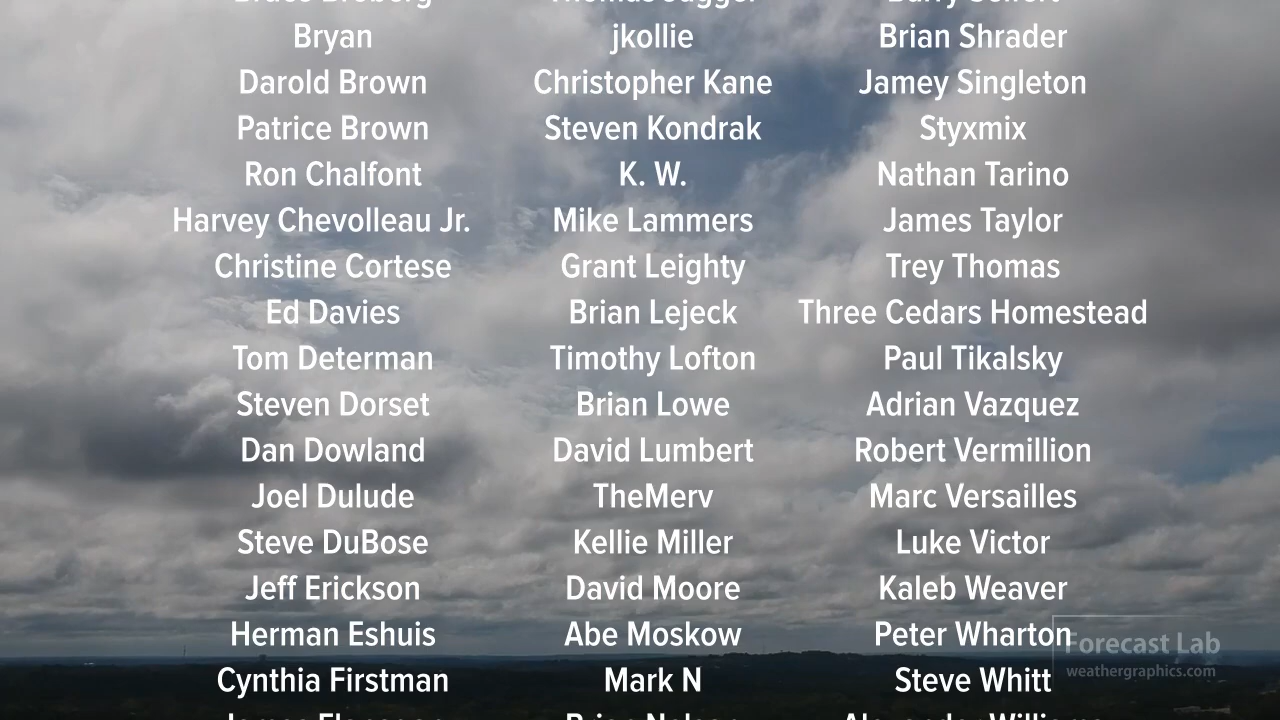 Bryan
jkollie
Brian Shrader
Darold Brown
Christopher Kane
Jamey Singleton
Patrice Brown
Steven Kondrak
Styxmix
Ron Chalfont
K. W.
Nathan Tarino
Harvey Chevolleau Jr.
Mike Lammers
James Taylor
Christine Cortese
Grant Leighty
Trey Thomas
Ed Davies
Brian Lejeck
Three Cedars Homestead
Tom Determan
Timothy Lofton
Paul Tikalsky
Steven Dorset
Brian Lowe
Adrian Vazquez
Dan Dowland
David Lumbert
Robert Vermillion
Joel Dulude
TheMerv
Marc Versailles
Steve DuBose
Kellie Miller
Luke Victor
Jeff Erickson
David Moore
Kaleb Weaver
Herman Eshuis
Abe Moskow
Peter Wharton
Forecast Lab
weathergraphics.com
Cynthia Firstman
Mark N
Steve Whitt